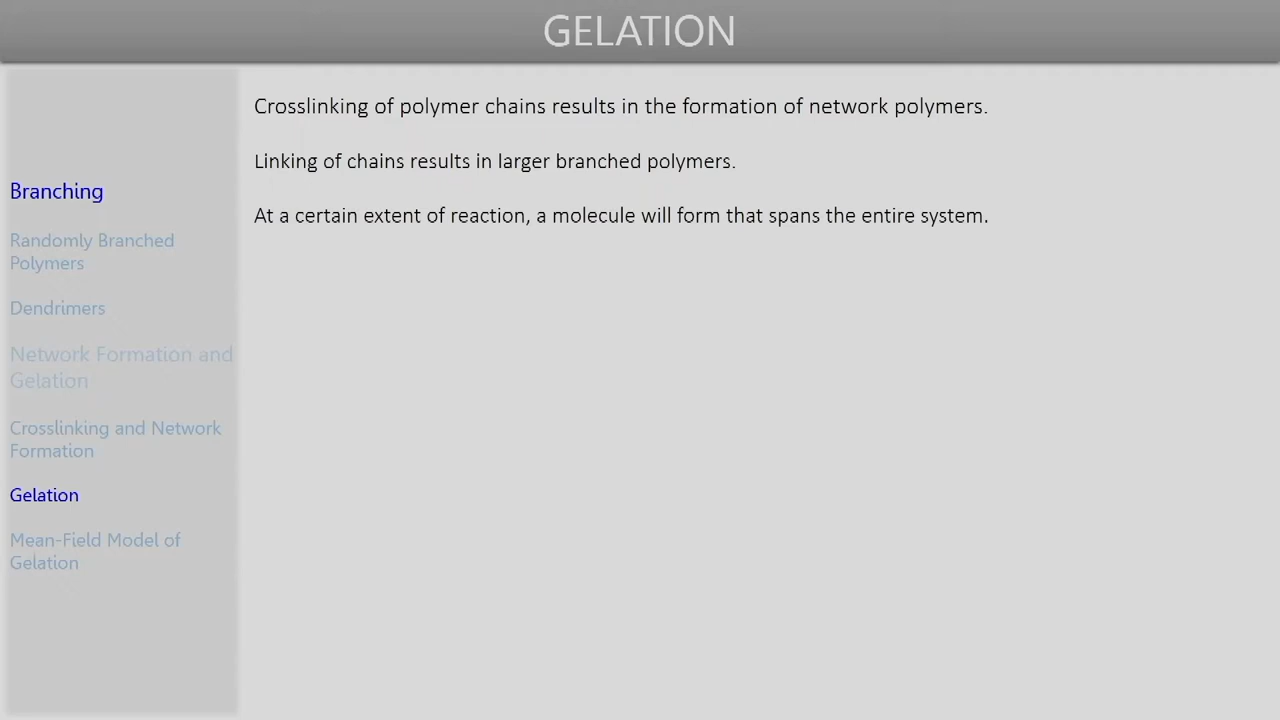 GELATION
Branching
Randomly Branched
Polymers
Dendrimers
Network Formation and
Gelation
Crosslinking and Network
Formation
Gelation
Mean-Field Model of
Gelation
Crosslinking of polymer chains results in the formation of network polymers.
Linking of chains results in larger branched polymers.
At a certain extent of reaction, a molecule will form that spans the entire system.